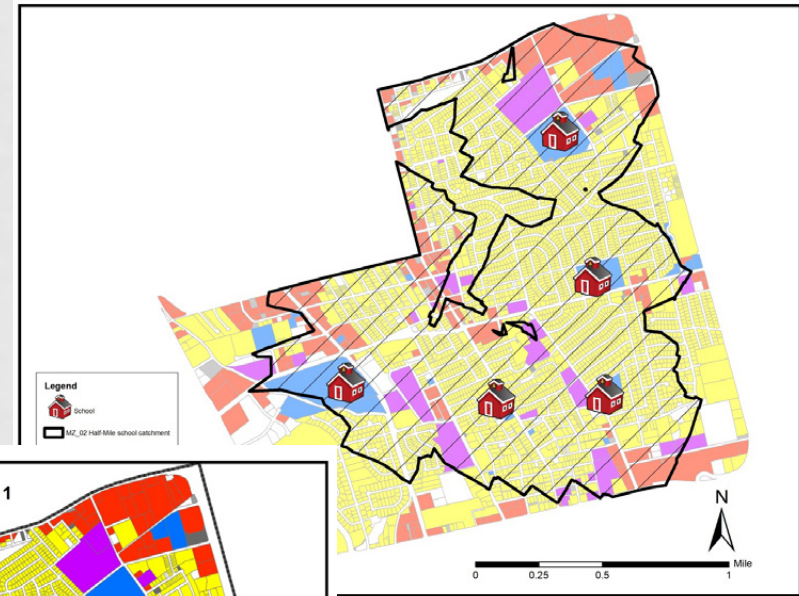 Legend
School
MZ_02 Half-Mile school catchment
1
N
Mile
0 0.25 0.5 1